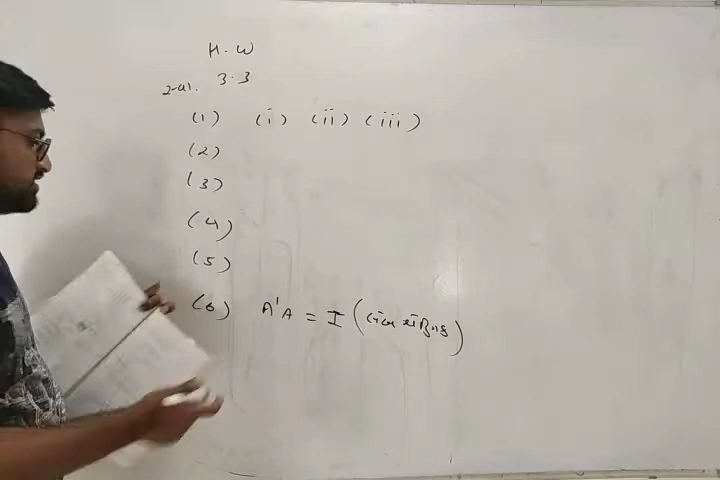 H.W
3.3
(1) (i) (ii) (iii)
(2)
(3)
(4)
(5)
(6) A'A = I (